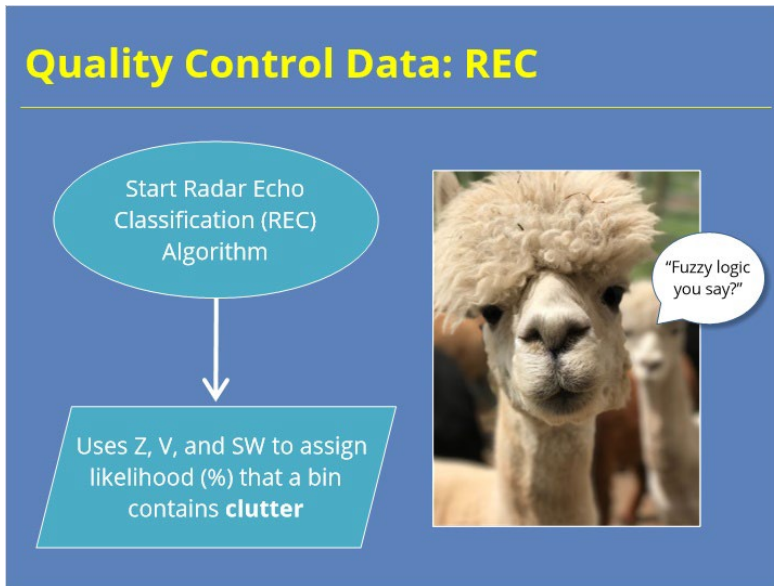 Quality Control Data: REC
Start Radar Echo
Classification (REC)
Algorithm
Uses Z, V, and SW to assign
likelihood (%) that a bin
contains clutter
“Fuzzy logic
you say?”